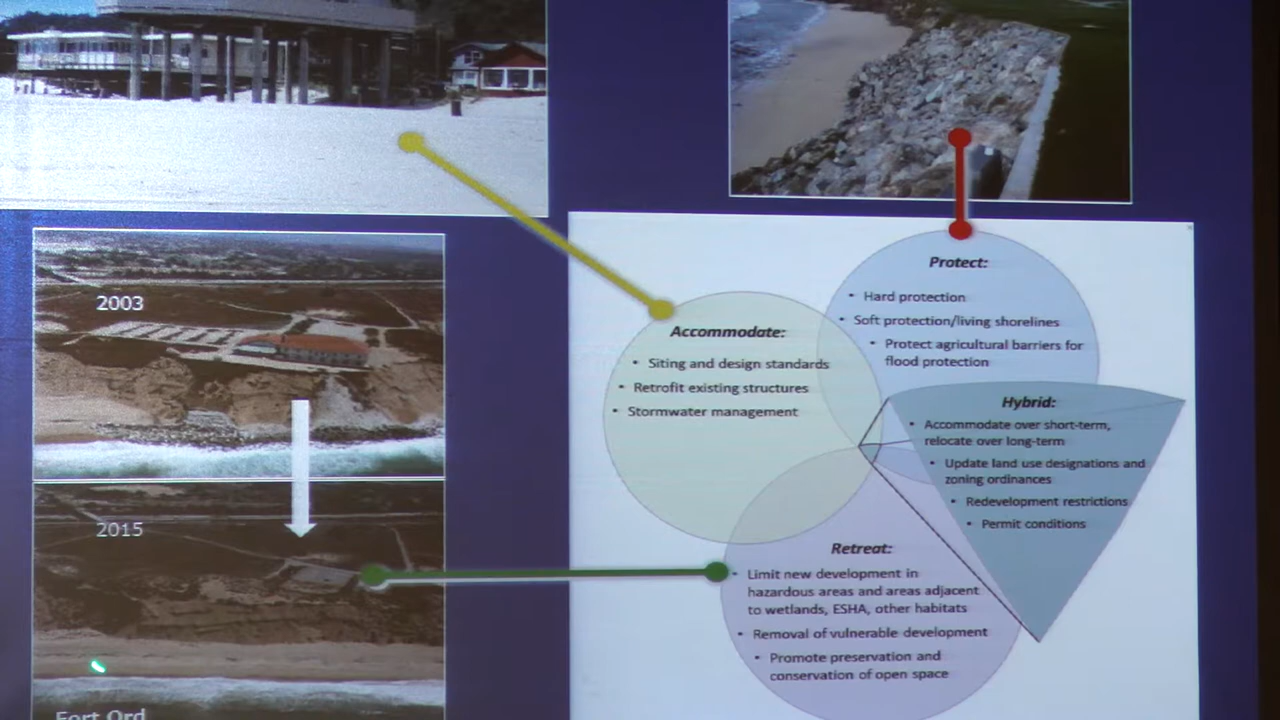 2003
2015
Fort Ord
Protect:
• Hard protection
• Soft protection/living shorelines
• Protect agricultural barriers for
flood protection
Accommodate:
• Siting and design standards
• Retrofit existing structures
• Stormwater management
Hybrid:
• Accommodate over short-term,
relocate over long-term
• Update land use designations and
zoning ordinances
• Redevelopment restrictions
• Permit conditions
Retreat:
• Limit new development in
hazardous areas and areas adjacent
to wetlands, ESHA, other habitats
• Removal of vulnerable development
• Promote preservation and
conservation of open space